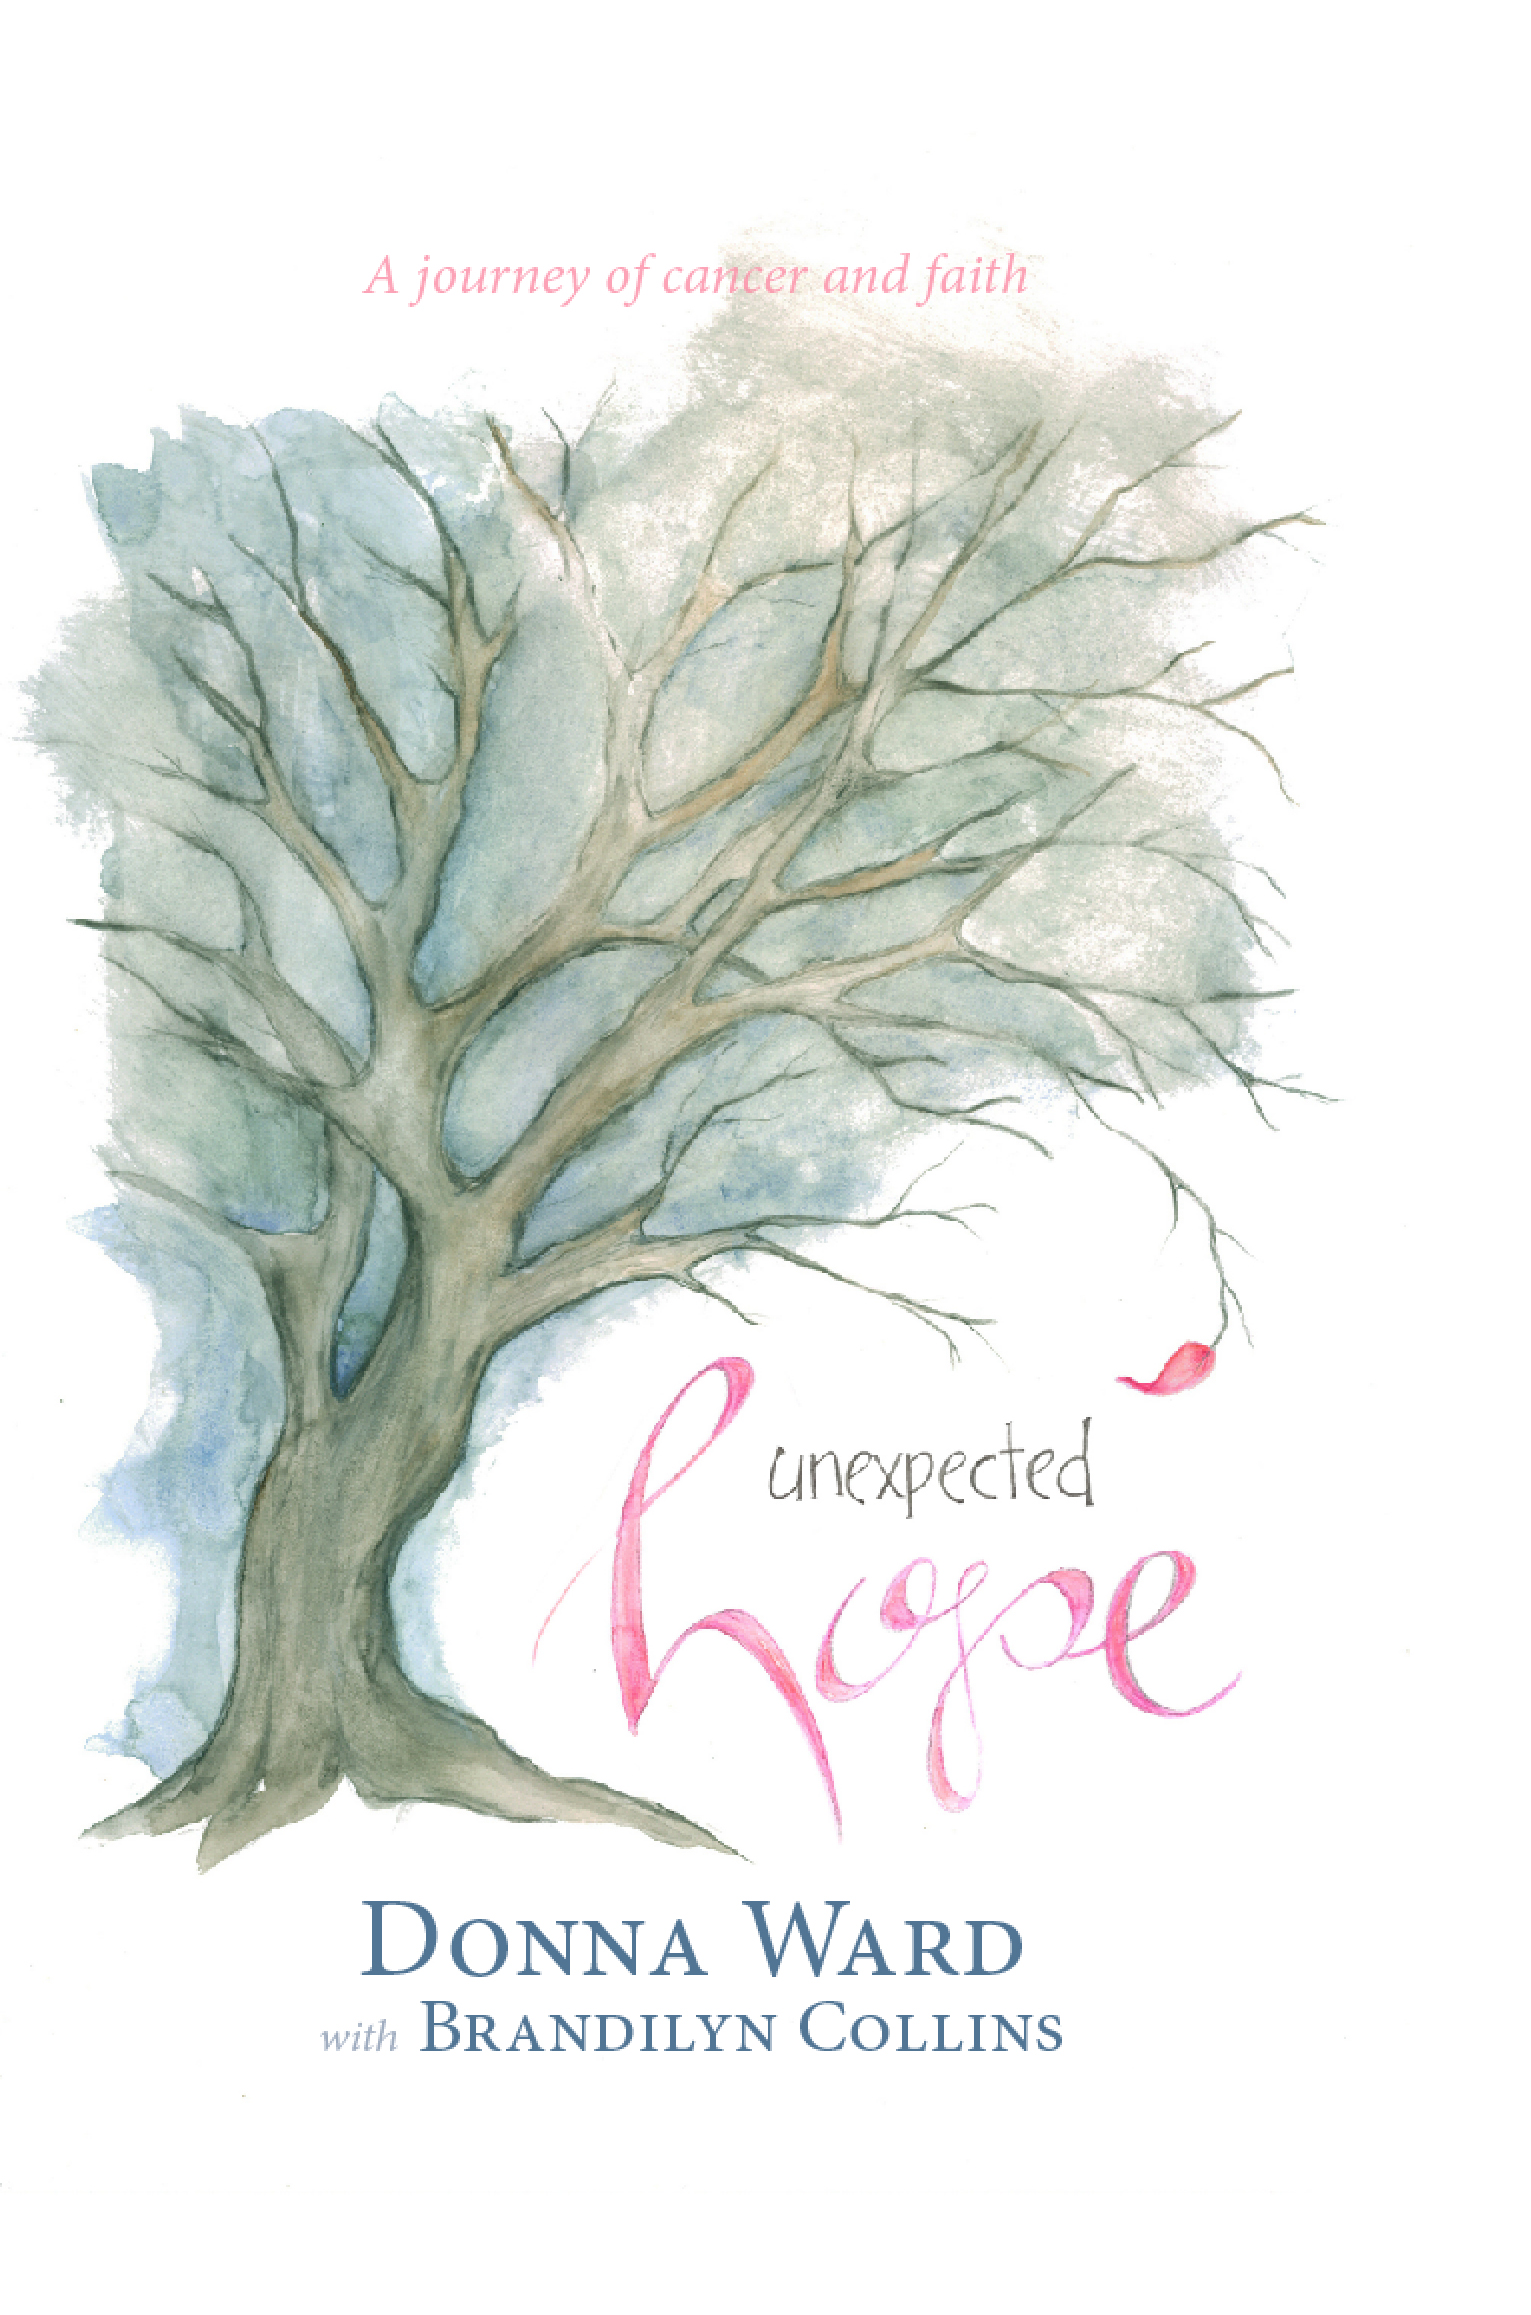 A journey of cancer and faith
unexpected
hope
DONNA WARD
with BRANDILYN COLLINS